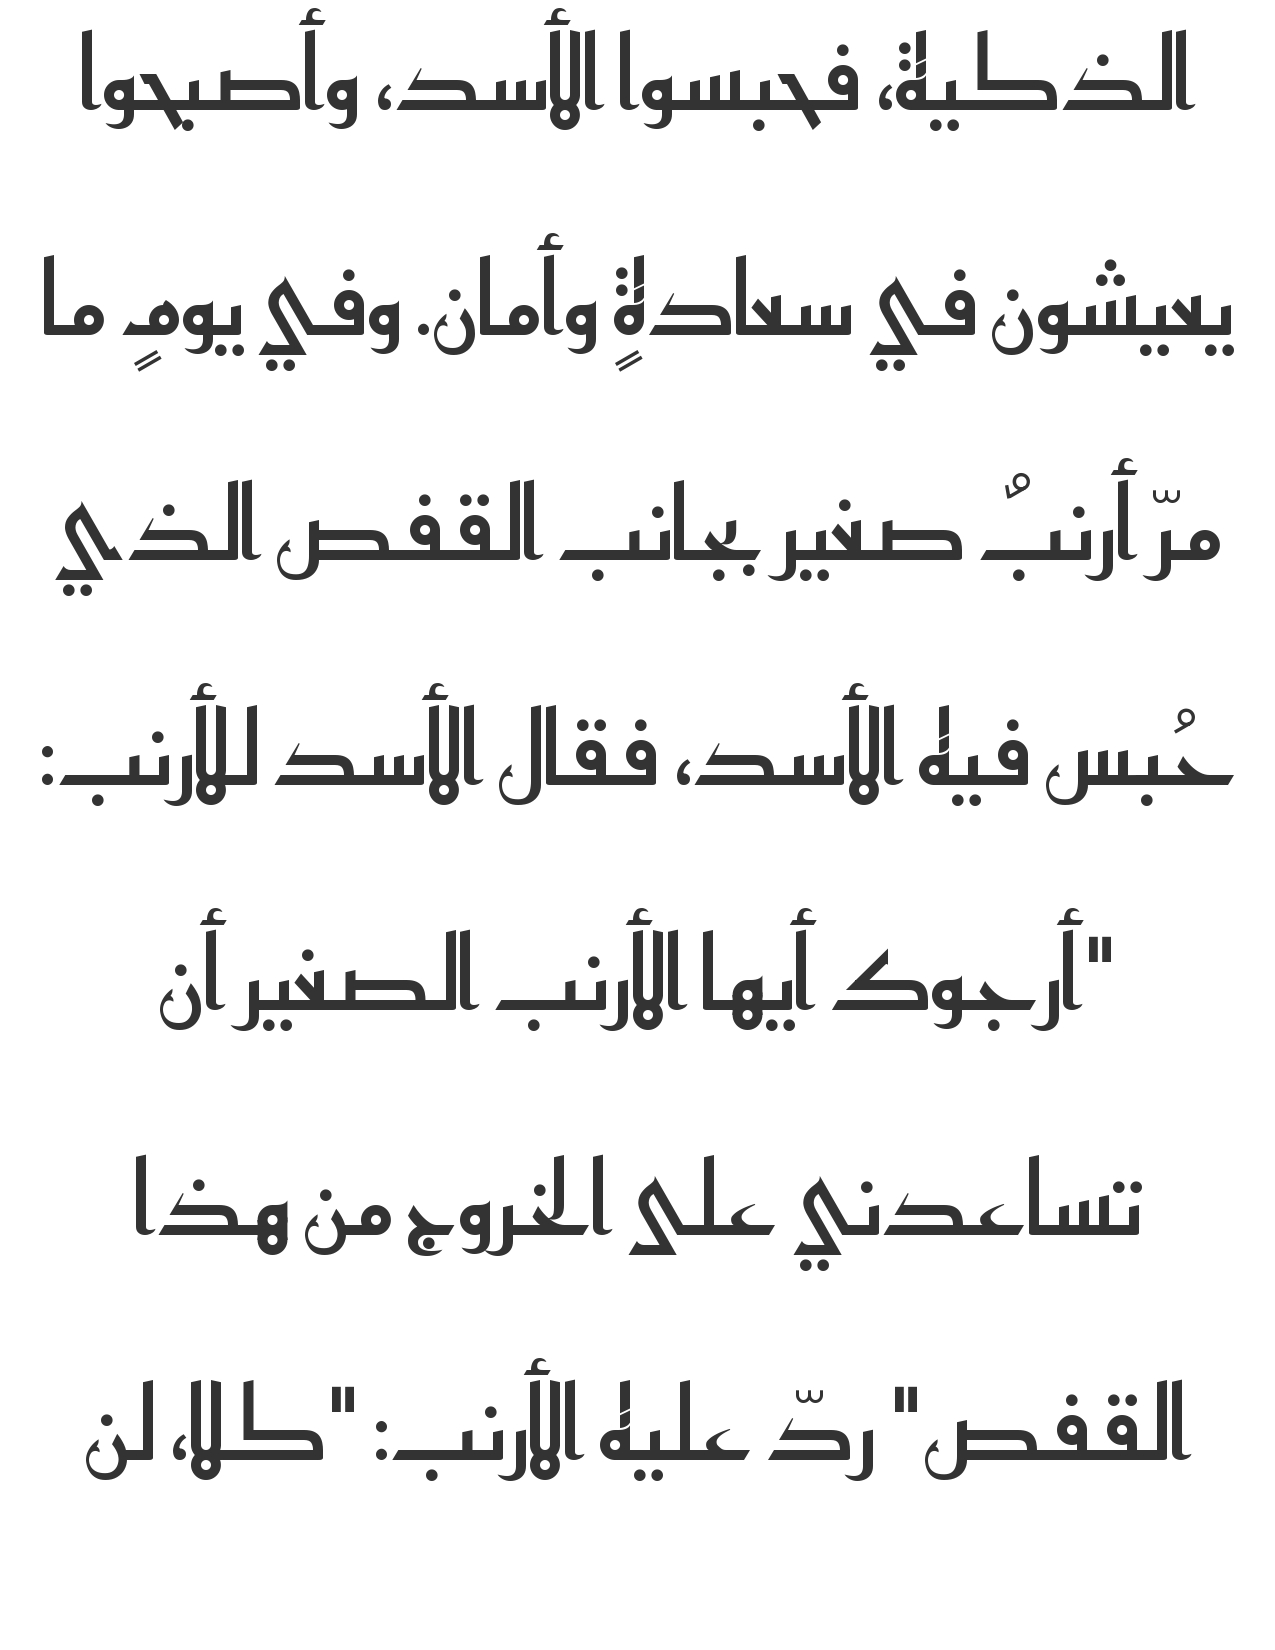 الذكية، فحبسوا الأسد، وأصبحوا
يعيشون في سعادةٍ وأمان. وفي يومٍ ما
مرّ أرنبٌ صغير بجانب القفص الذي
حُبس فيه الأسد، فقال الأسد للأرنب:
"أرجوك أيها الأرنب الصغير أن
تساعدني على الخروج من هذا
القفص" ردّ عليه الأرنب: "كلا، لن